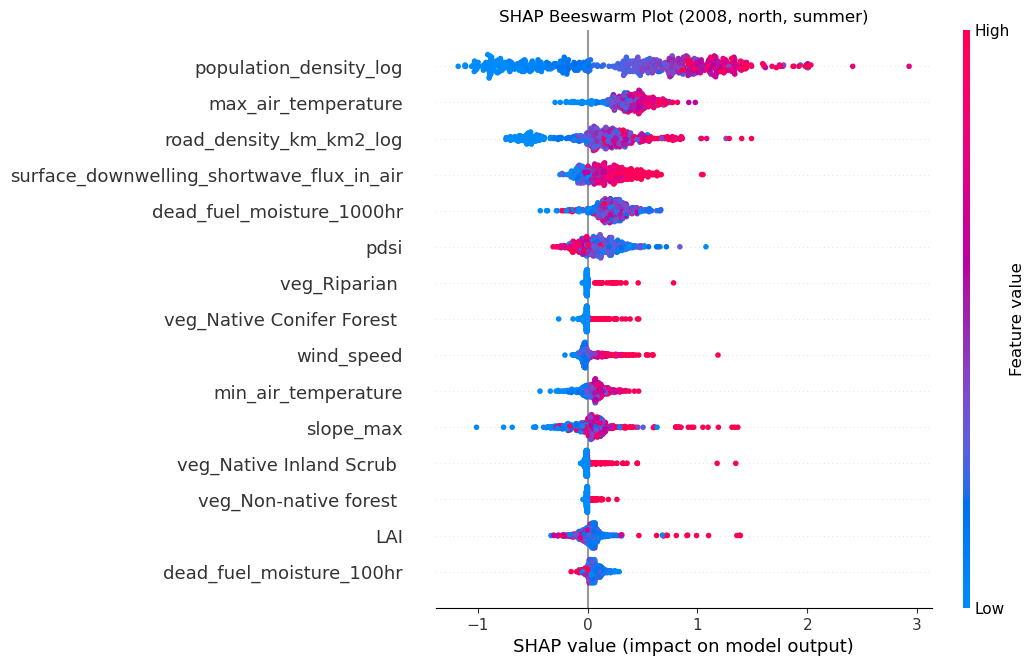 SHAP Beeswarm Plot (2008, north, summer)
High
population_density_log
max_air_temperature
road_density_km_km2_log
surface_downwelling_shortwave_flux_in_air
dead_fuel_moisture_1000hr
pdsi
veg_Riparian
veg_Native Conifer Forest
wind_speed
min_air_temperature
slope_max
veg_Native Inland Scrub
veg_Non-native forest
LAI
dead_fuel_moisture_100hr
Feature value
Low
−1 0 1 2 3
SHAP value (impact on model output)